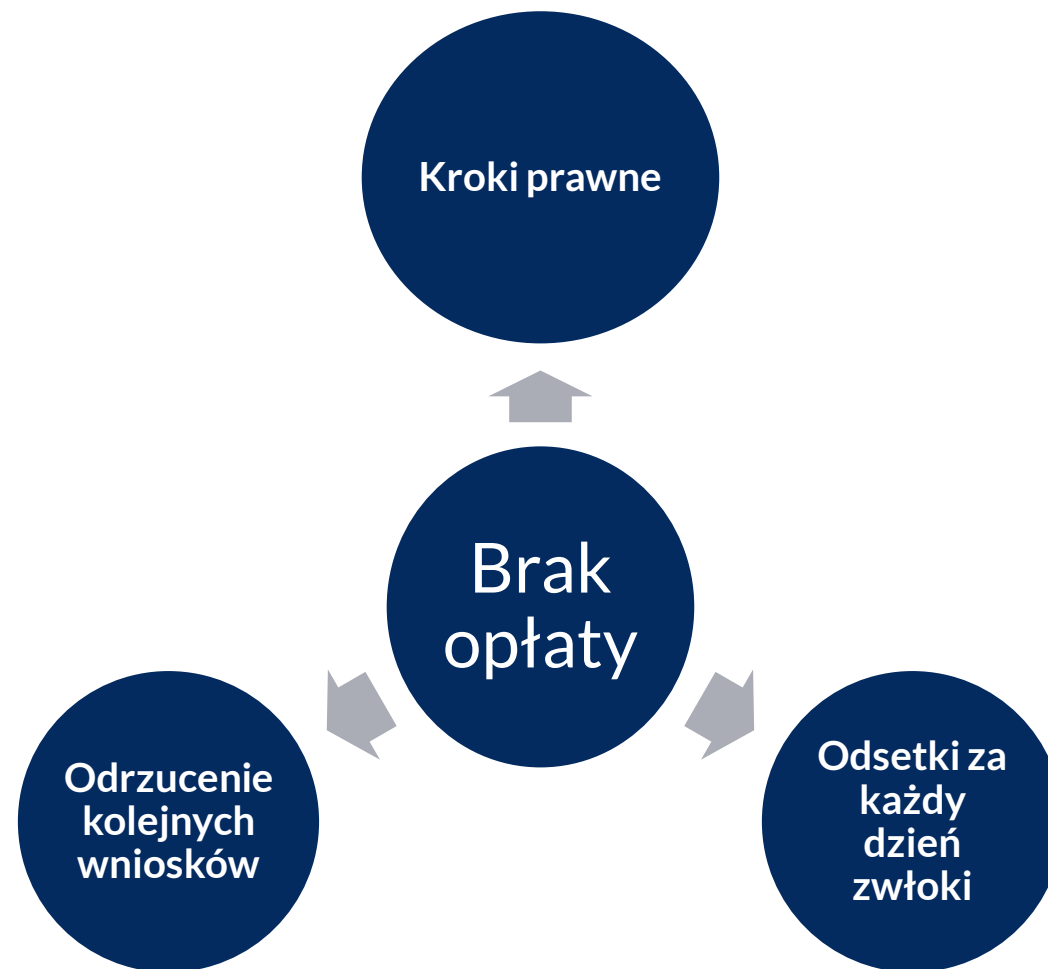 Kroki prawne
Brak
opłaty
Odrzucenie
kolejnych
wniosków
Odsetki za
każdy
dzień
zwłoki